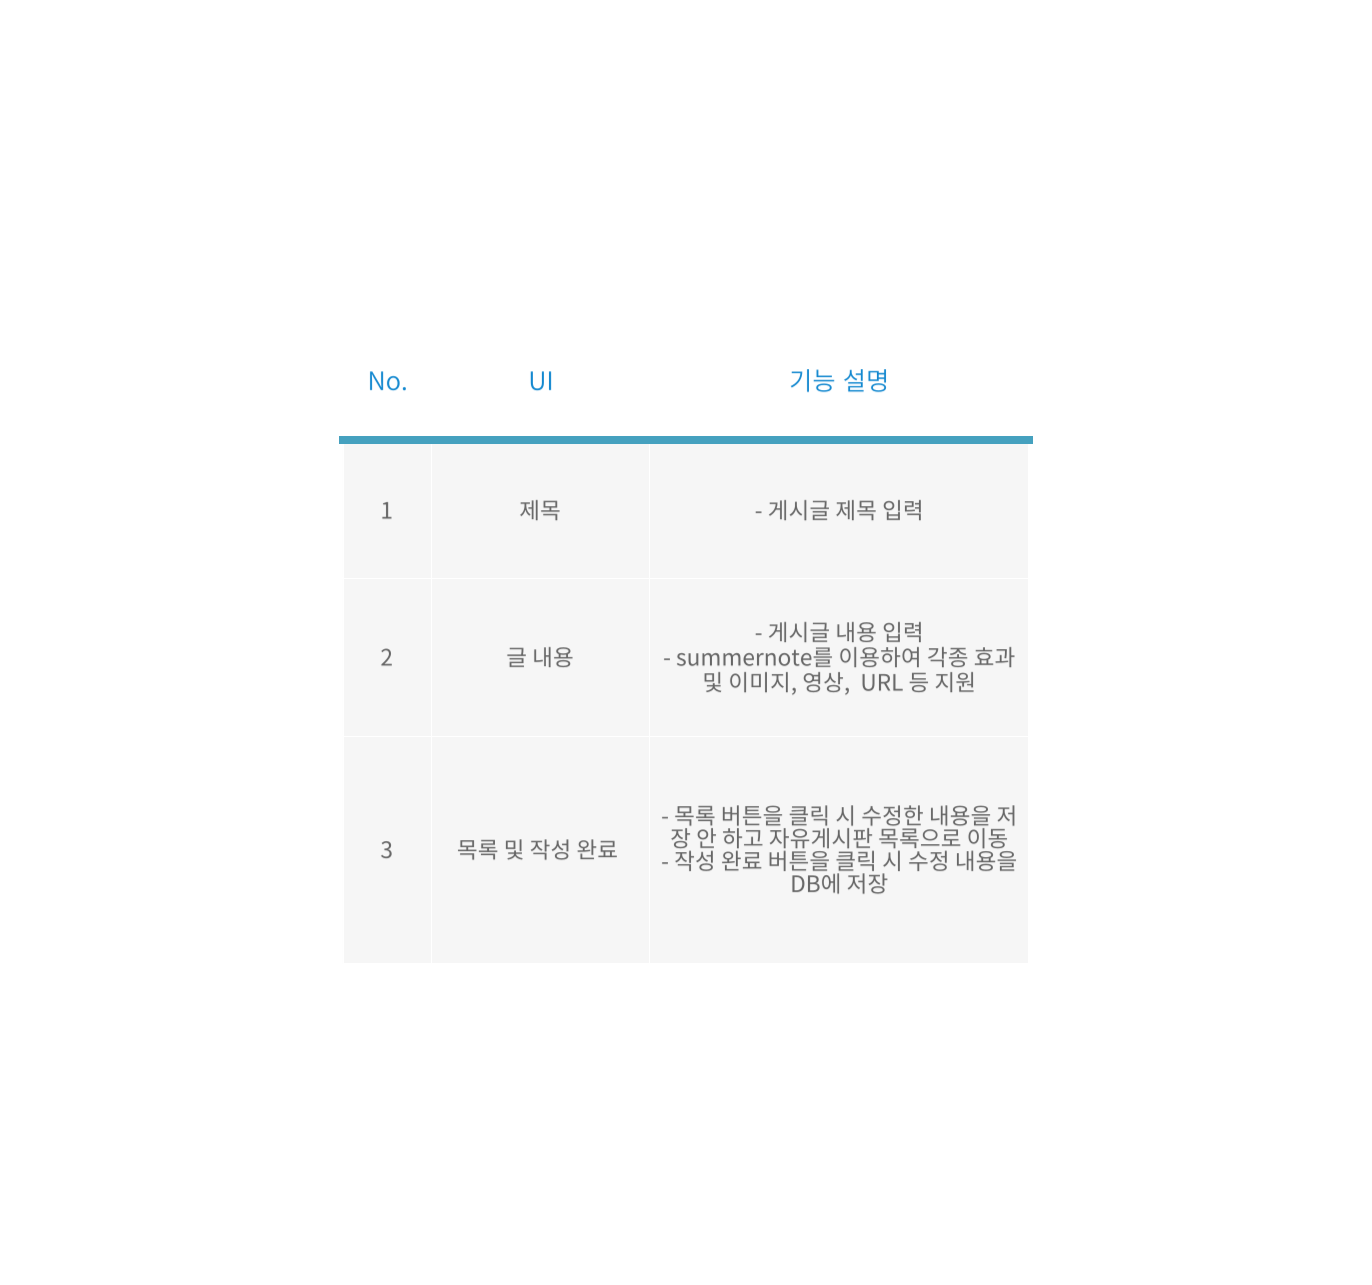 No. UI 기능 설명
1 제목 - 게시글 제목 입력
- 게시글 내용 입력
2 글 내용 - summernote를 이용하여 각종 효과
및 이미지, 영상,  URL 등 지원
- 목록 버튼을 클릭 시 수정한 내용을 저
장 안 하고 자유게시판 목록으로 이동
3 목록 및 작성 완료
- 작성 완료 버튼을 클릭 시 수정 내용을
DB에 저장